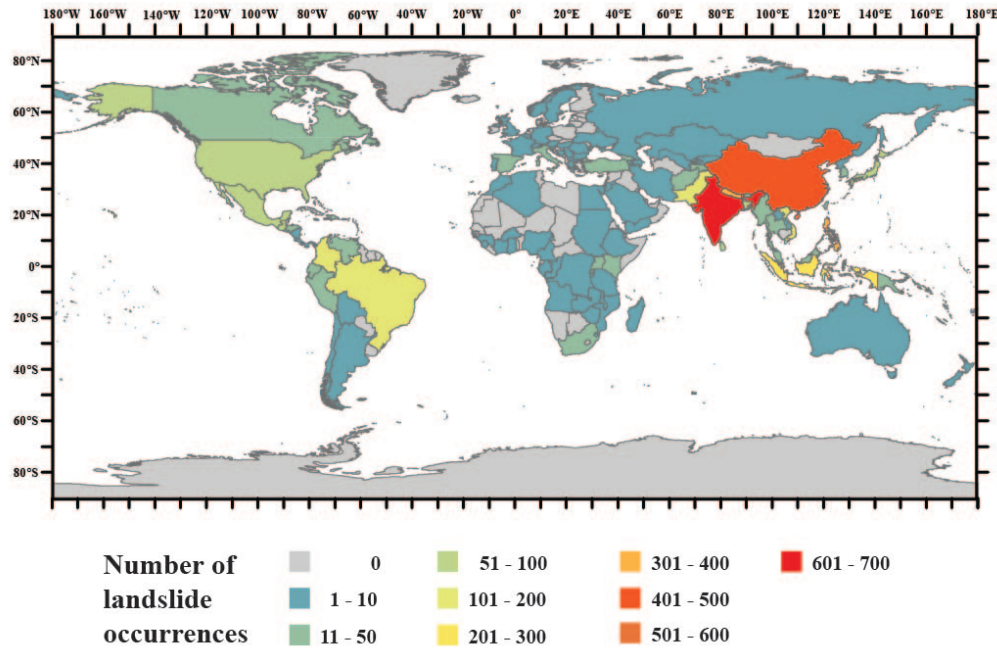 180°W 160°W 140°W 120°W 100°W 80°W 60°W 40°W 20°W 0° 20°E 40°E 60°E 80°E 100°E 120°E 140°E 160°E 180°E
80°N
60°N
40°N
20°N
0°
20°S
40°S
60°S
80°S
Number of landslide occurrences
0
1 - 10
11 - 50
51 - 100
101 - 200
201 - 300
301 - 400
401 - 500
501 - 600
601 - 700